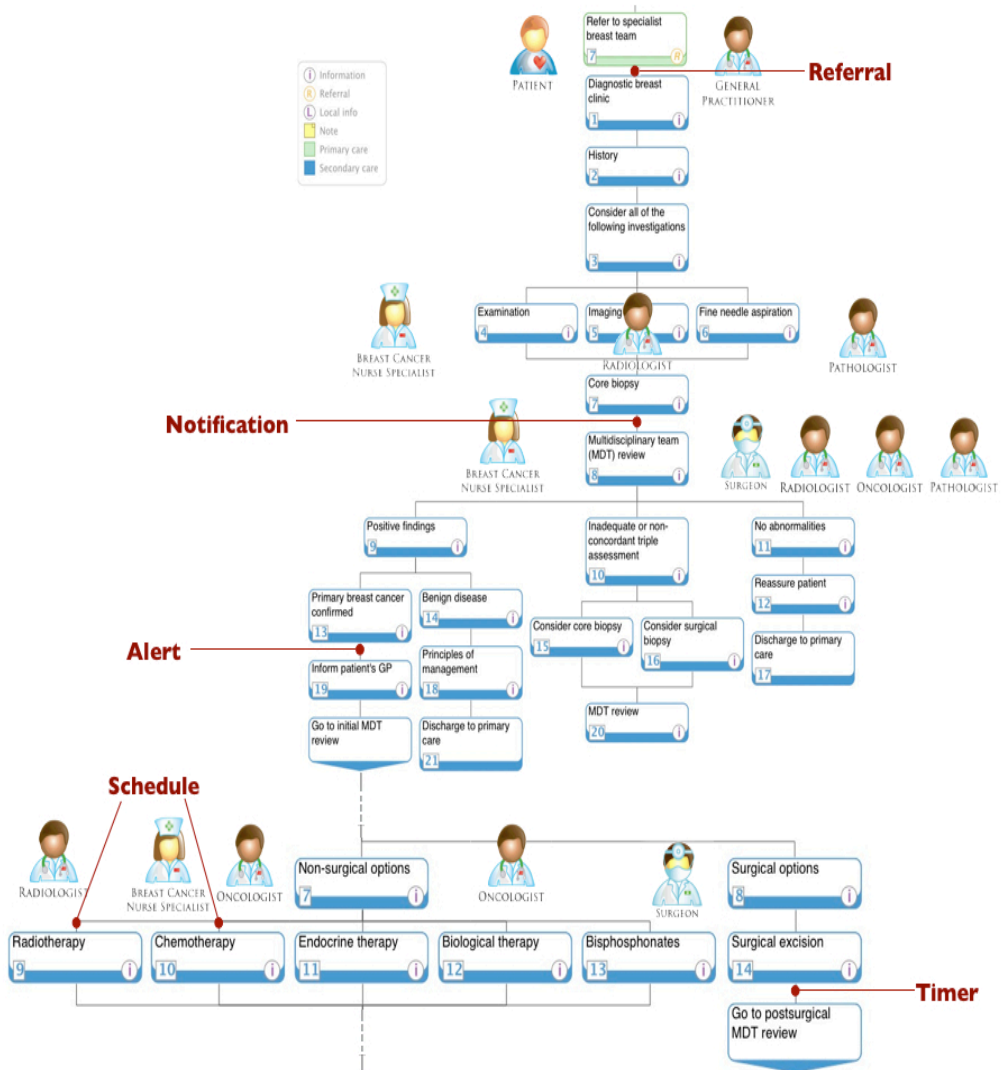 Refer to specialist
breast team
7
R
PATIENT
GENERAL
PRACTITIONER
Referral
i Information
R Referral
L Local info
Note
Primary care
Secondary care
Diagnostic breast
clinic
1
i
History
2
i
Consider all of the
following investigations
3
i
Examination
4
i
Imaging
5
i
Fine needle aspiration
6
i
BREAST CANCER
NURSE SPECIALIST
RADIOLOGIST
PATHOLOGIST
Core biopsy
7
i
Notification
Multidisciplinary team
(MDT) review
8
i
BREAST CANCER
NURSE SPECIALIST
SURGEON
RADIOLOGIST
ONCOLOGIST
PATHOLOGIST
Positive findings
9
i
Inadequate or non-
concordant triple
assessment
10
i
No abnormalities
11
i
Reassure patient
12
i
Discharge to primary
care
17
Primary breast cancer
confirmed
13
i
Benign disease
14
i
Consider core biopsy
15
i
Consider surgical
biopsy
16
i
Alert
Inform patient's GP
19
i
Principles of
management
18
i
MDT review
20
i
Go to initial MDT
review
Discharge to primary
care
21
Schedule
RADIOLOGIST
BREAST CANCER
NURSE SPECIALIST
ONCOLOGIST
Non-surgical options
7
i
ONCOLOGIST
SURGEON
Surgical options
8
i
Radiotherapy
9
i
Chemotherapy
10
i
Endocrine therapy
11
i
Biological therapy
12
i
Bisphosphonates
13
i
Surgical excision
14
i
Timer
Go to postsurgical
MDT review